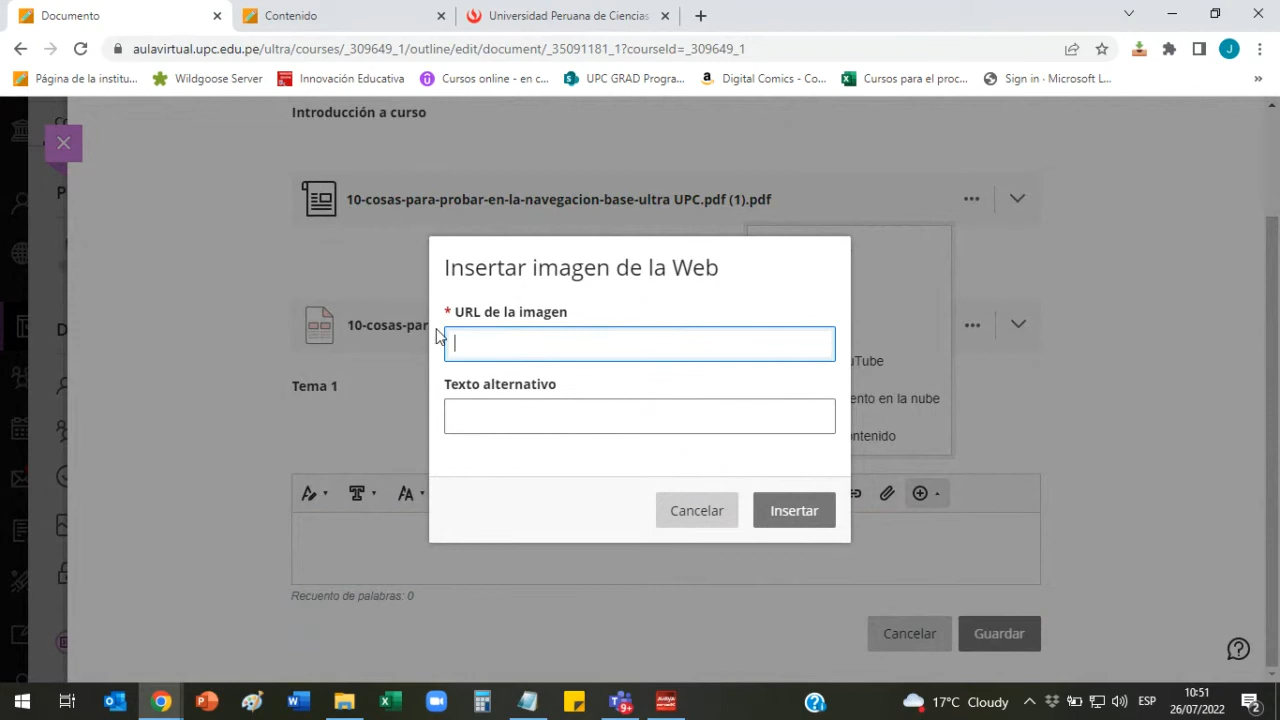 Documento
Contenido
Universidad Peruana de Ciencias
aulavirtual.upc.edu.pe/ultra/courses/_309649_1/outline/edit/document/_35091181_1?courseId=_309649_1
J
Página de la institu...
Wildgoose Server
Innovación Educativa
Cursos online - en c...
UPC GRAD Progra...
Digital Comics - Co...
Cursos para el proc...
Sign in - Microsoft L...
»
Introducción a curso
10-cosas-para-probar-en-la-navegacion-base-ultra UPC.pdf (1).pdf
Insertar imagen de la Web
* URL de la imagen
10-cosas-par
uTube
Texto alternativo
Tema 1
ento en la nube
ntenido
Cancelar
Insertar
Recuento de palabras: 0
Cancelar
Guardar
17°C Cloudy
ESP
10:51
26/07/2022
2